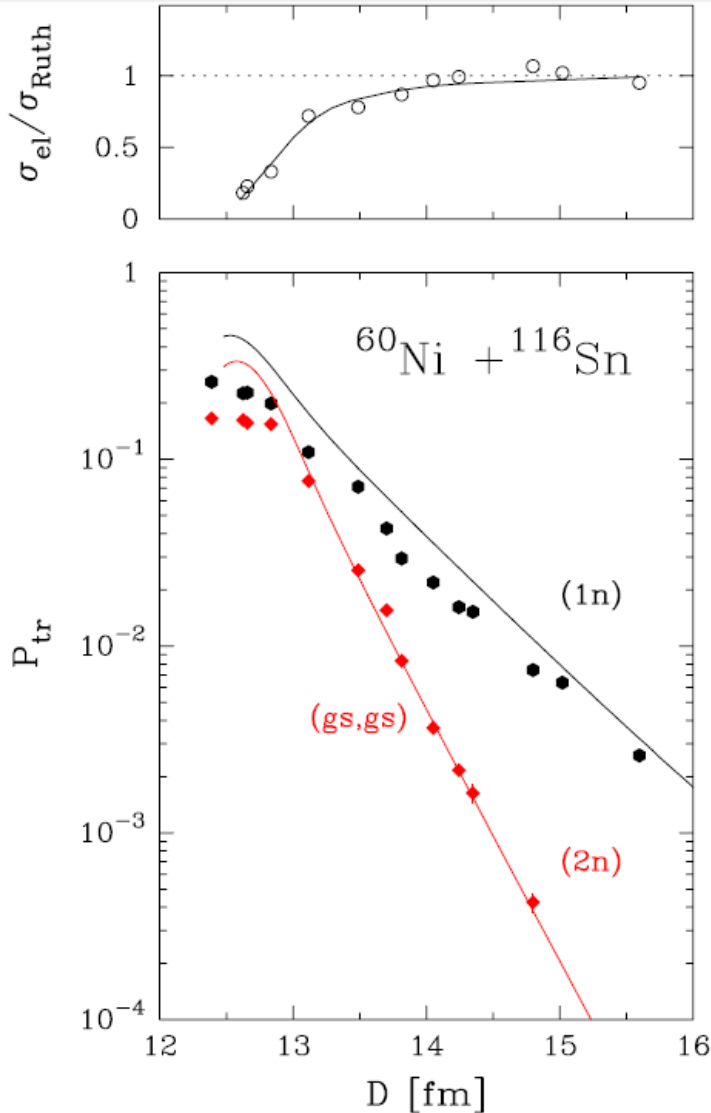 σel/σRuth
1
0.5
0
⁶⁰Ni + ¹¹⁶Sn
Ptr
1
10⁻¹
10⁻²
10⁻³
10⁻⁴
(1n)
(gs,gs)
(2n)
12
13
14
15
16
D [fm]